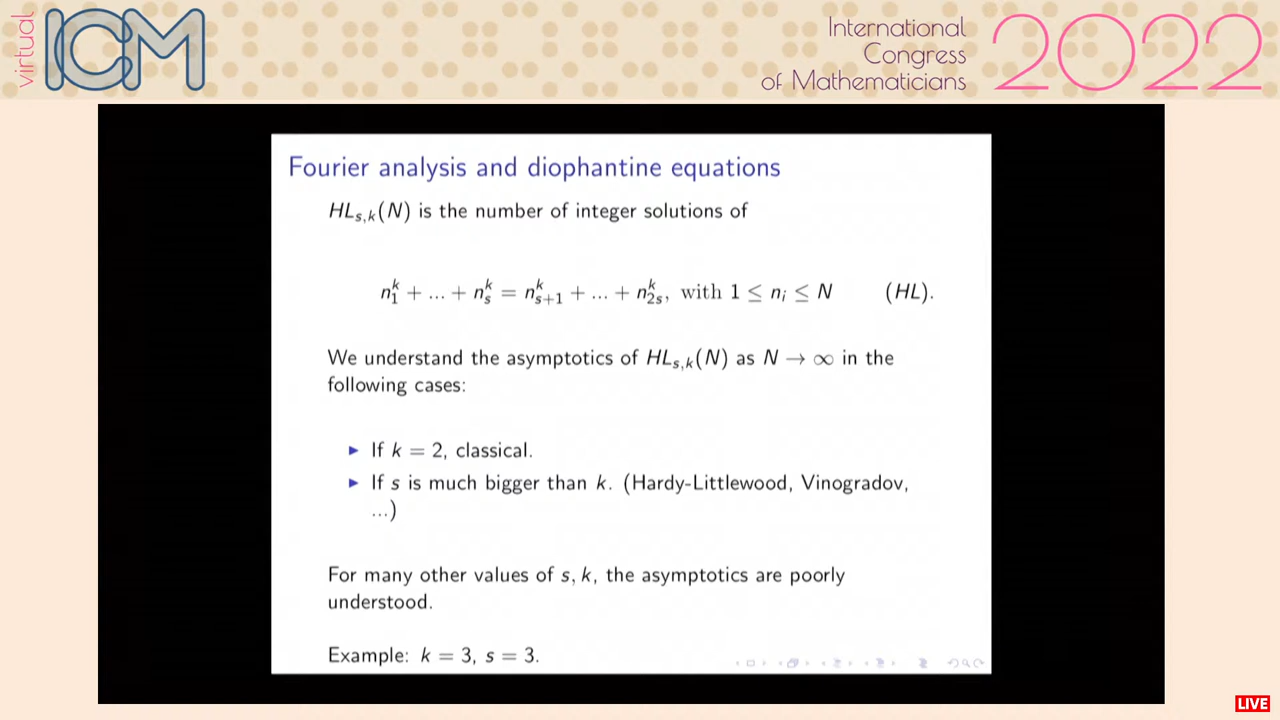 virtual
ICM
International
Congress
of Mathematicians
2022
Fourier analysis and diophantine equations
HL_{s,k}(N) is the number of integer solutions of
n_1^k + ... + n_s^k = n_{s+1}^k + ... + n_{2s}^k, with 1 ≤ n_i ≤ N (HL).
We understand the asymptotics of HL_{s,k}(N) as N → ∞ in the
following cases:
▶ If k = 2, classical.
▶ If s is much bigger than k. (Hardy-Littlewood, Vinogradov,
...)
For many other values of s, k, the asymptotics are poorly
understood.
Example: k = 3, s = 3.
LIVE